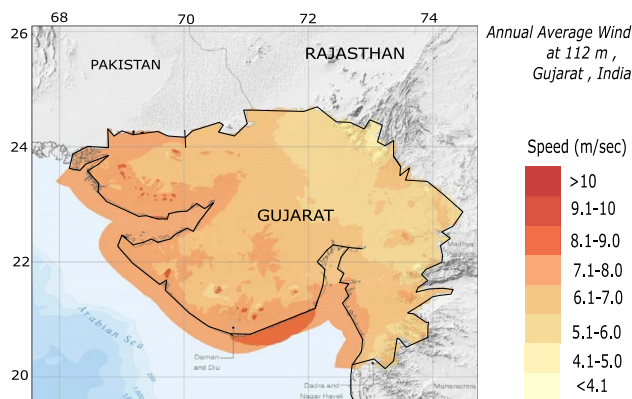 68 70 72 74
26
24
22
20
PAKISTAN
RAJASTHAN
GUJARAT
Arabian Sea
Daman
and Diu
Dadra and
Nagar Haveli
Madhya
Maharashtra
Annual Average Wind
at 112 m ,
Gujarat , India
Speed (m/sec)
>10
9.1-10
8.1-9.0
7.1-8.0
6.1-7.0
5.1-6.0
4.1-5.0
<4.1